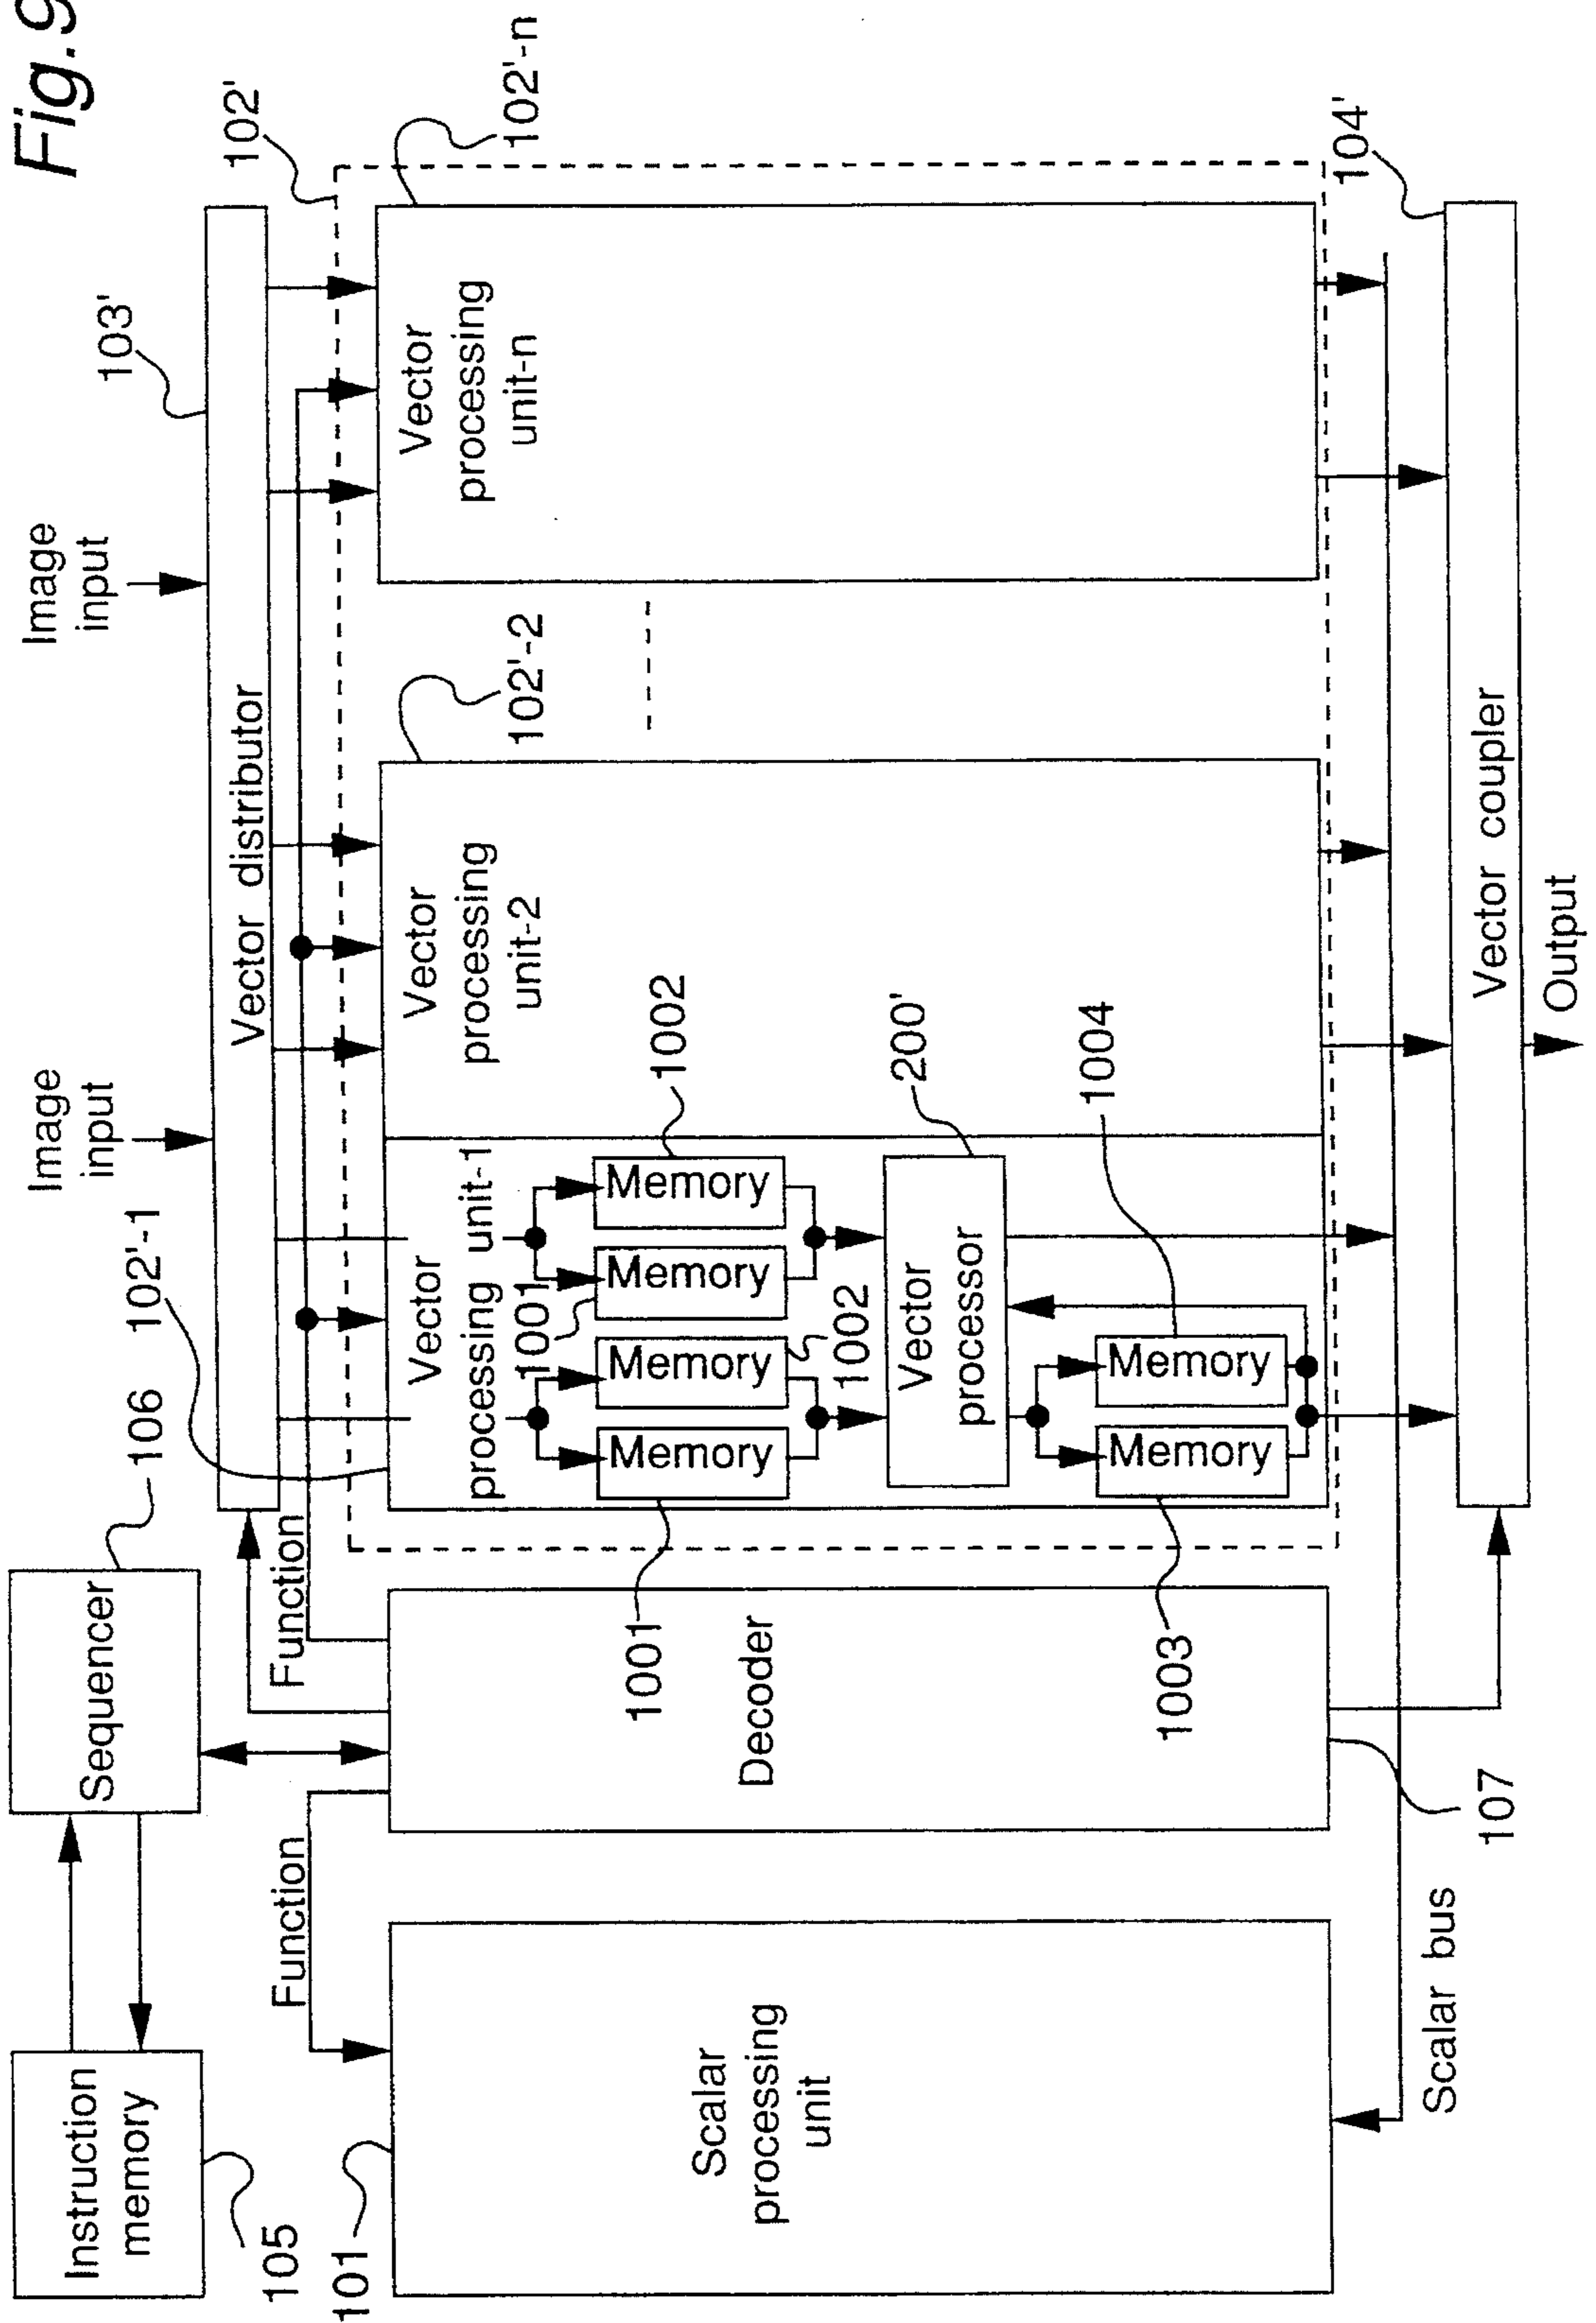 Fig.9
Image
input
Image
input
103'
102'
Vector distributor
Instruction
memory
105
Sequencer
106
Function
Function
102'-1
102'-2
102'-n
101
Scalar
processing
unit
Decoder
107
Vector
processing unit-1
1001
Memory
Memory
1002
1001
Memory
Memory
1002
Vector
processor
200'
1003
Memory
Memory
1004
Vector
processing
unit-2
Vector
processing
unit-n
Scalar bus
104'
Vector coupler
Output